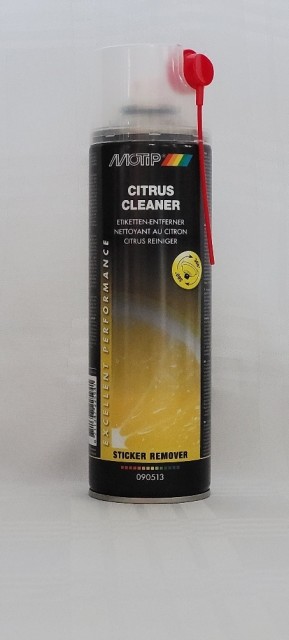 MOTIP
CITRUS
CLEANER
ETIKETTEN-ENTFERNER
NETTOYANT AU CITRON
CITRUS REINIGER
EXCELLENT PERFORMANCE
STICKER REMOVER
090513